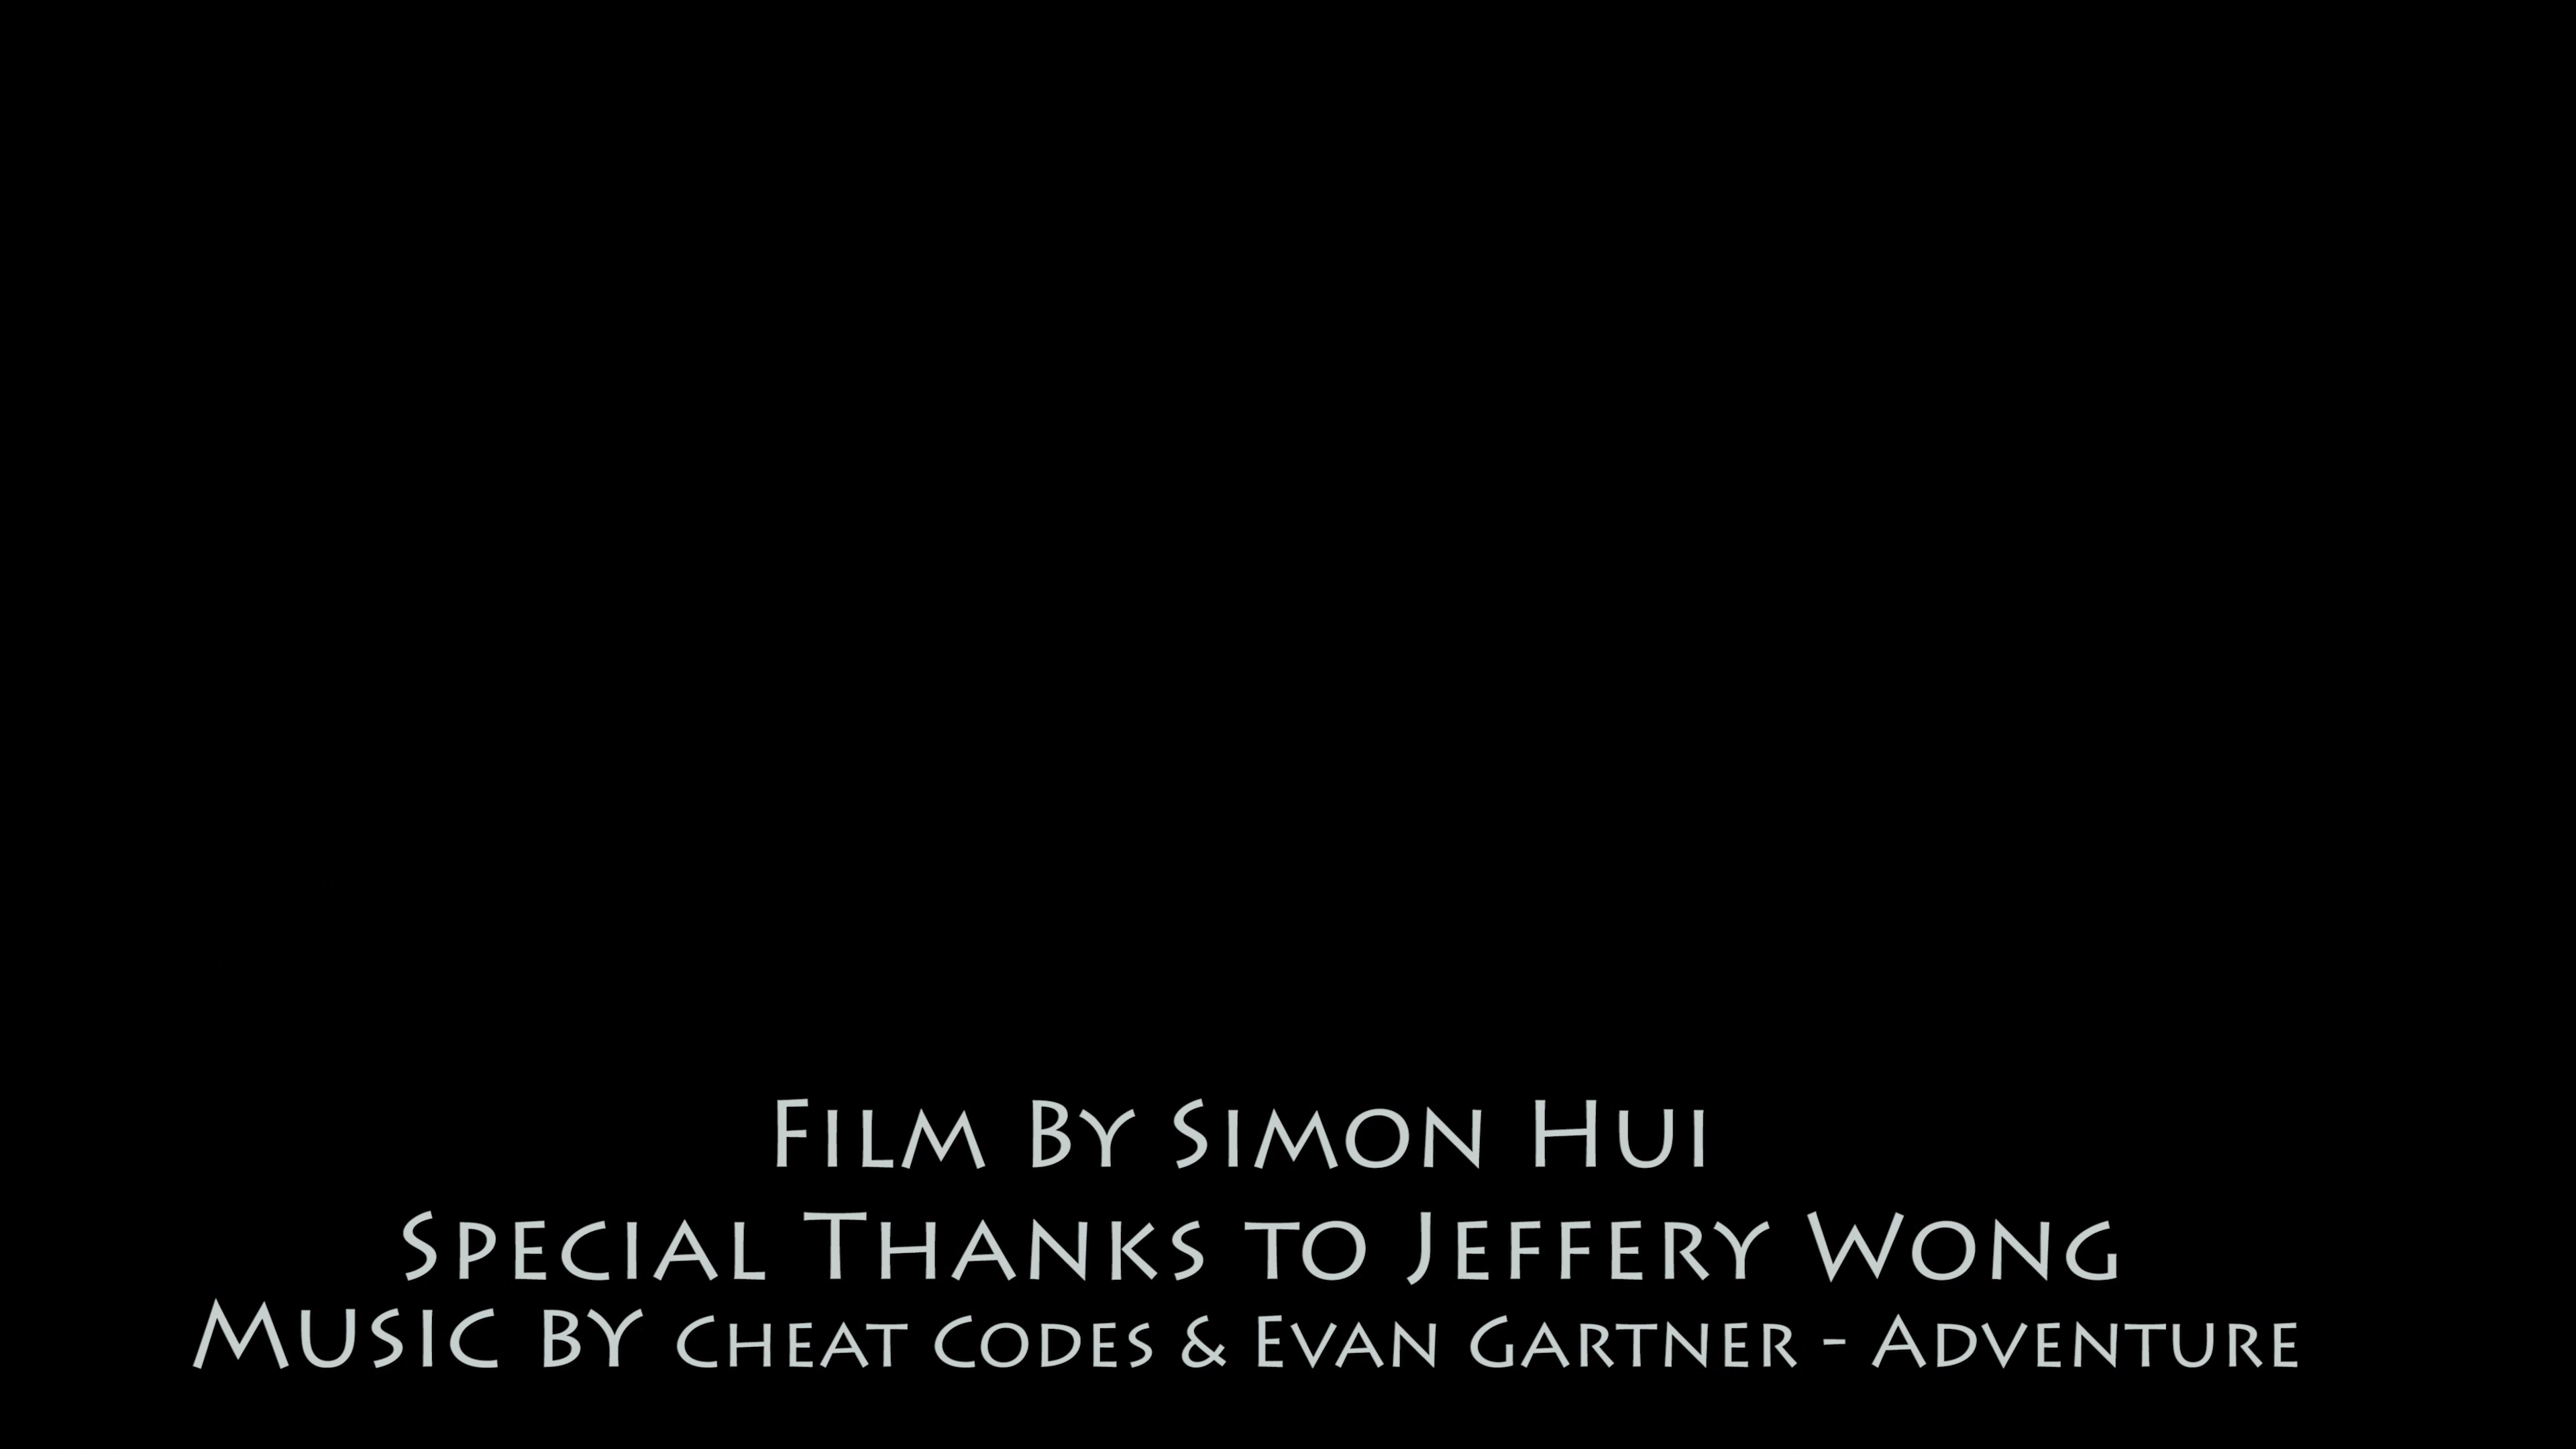 Film By Simon Hui
Special Thanks to Jeffery Wong
Music by Cheat Codes & Evan Gartner - Adventure